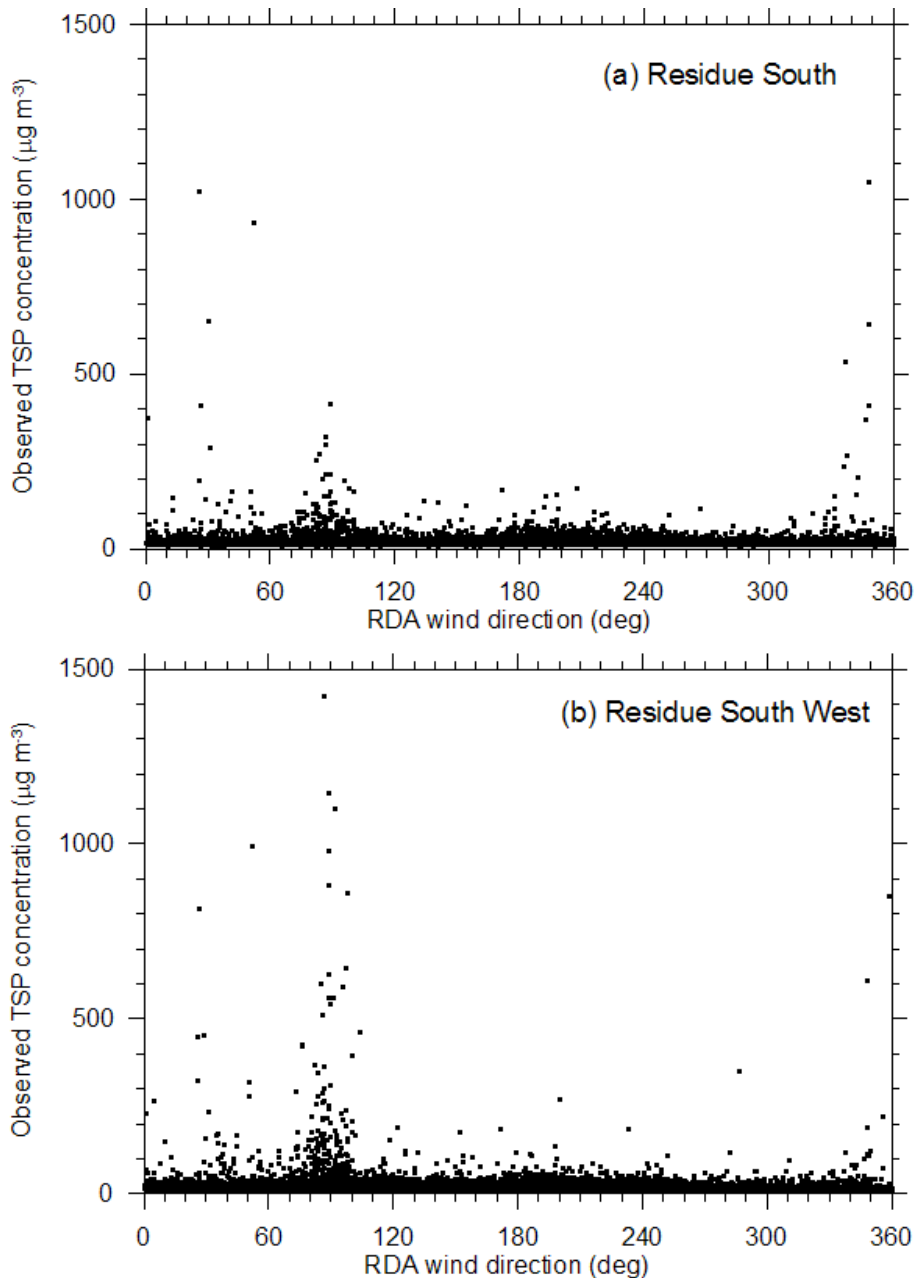 (a) Residue South
Observed TSP concentration (µg m-3)
1500
1000
500
0
0 60 120 180 240 300 360
RDA wind direction (deg)
(b) Residue South West
Observed TSP concentration (µg m-3)
1500
1000
500
0
0 60 120 180 240 300 360
RDA wind direction (deg)